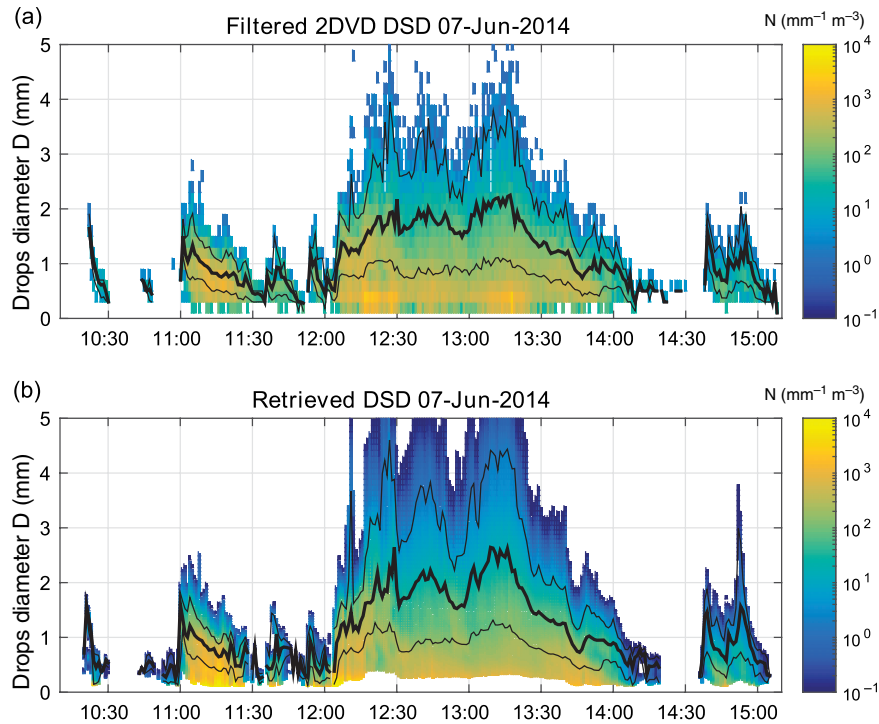 (a)
Filtered 2DVD DSD 07-Jun-2014
N (mm⁻¹ m⁻³)
Drops diameter D (mm)
5
4
3
2
1
0
10:30 11:00 11:30 12:00 12:30 13:00 13:30 14:00 14:30 15:00
10⁴
10³
10²
10¹
10⁰
10⁻¹
(b)
Retrieved DSD 07-Jun-2014
N (mm⁻¹ m⁻³)
Drops diameter D (mm)
5
4
3
2
1
0
10:30 11:00 11:30 12:00 12:30 13:00 13:30 14:00 14:30 15:00
10⁴
10³
10²
10¹
10⁰
10⁻¹